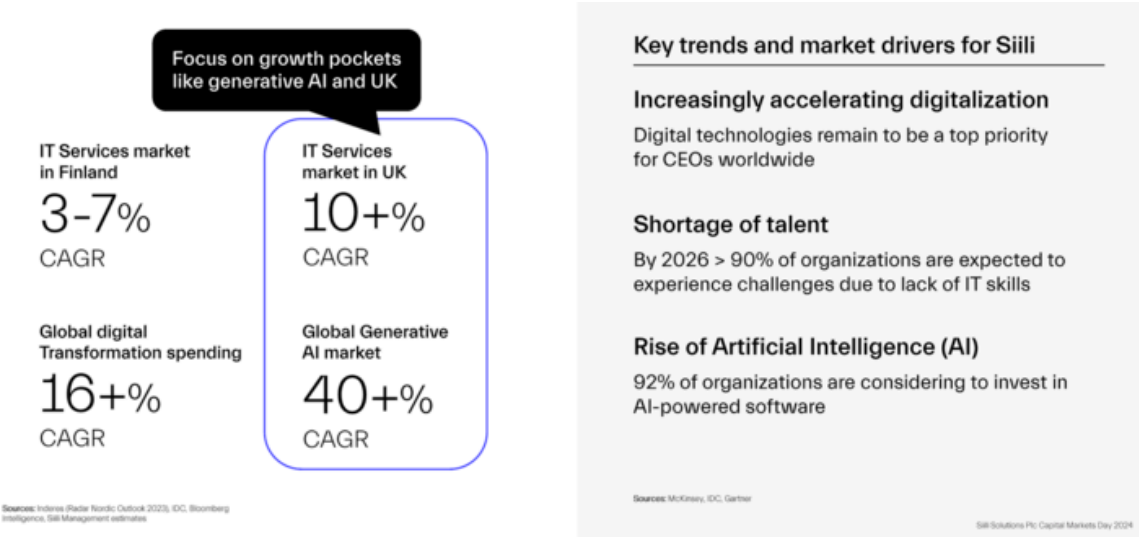 Focus on growth pockets
like generative AI and UK
IT Services market
in Finland
3-7%
CAGR
IT Services
market in UK
10+%
CAGR
Global digital
Transformation spending
16+%
CAGR
Global Generative
AI market
40+%
CAGR
Sources: Inderes (Radar Nordic Outlook 2023), IDC, Bloomberg
Intelligence, Siili Management estimates
Key trends and market drivers for Siili
Increasingly accelerating digitalization
Digital technologies remain to be a top priority
for CEOs worldwide
Shortage of talent
By 2026 > 90% of organizations are expected to
experience challenges due to lack of IT skills
Rise of Artificial Intelligence (AI)
92% of organizations are considering to invest in
AI-powered software
Sources: McKinsey, IDC, Gartner
Siili Solutions Plc Capital Markets Day 2024